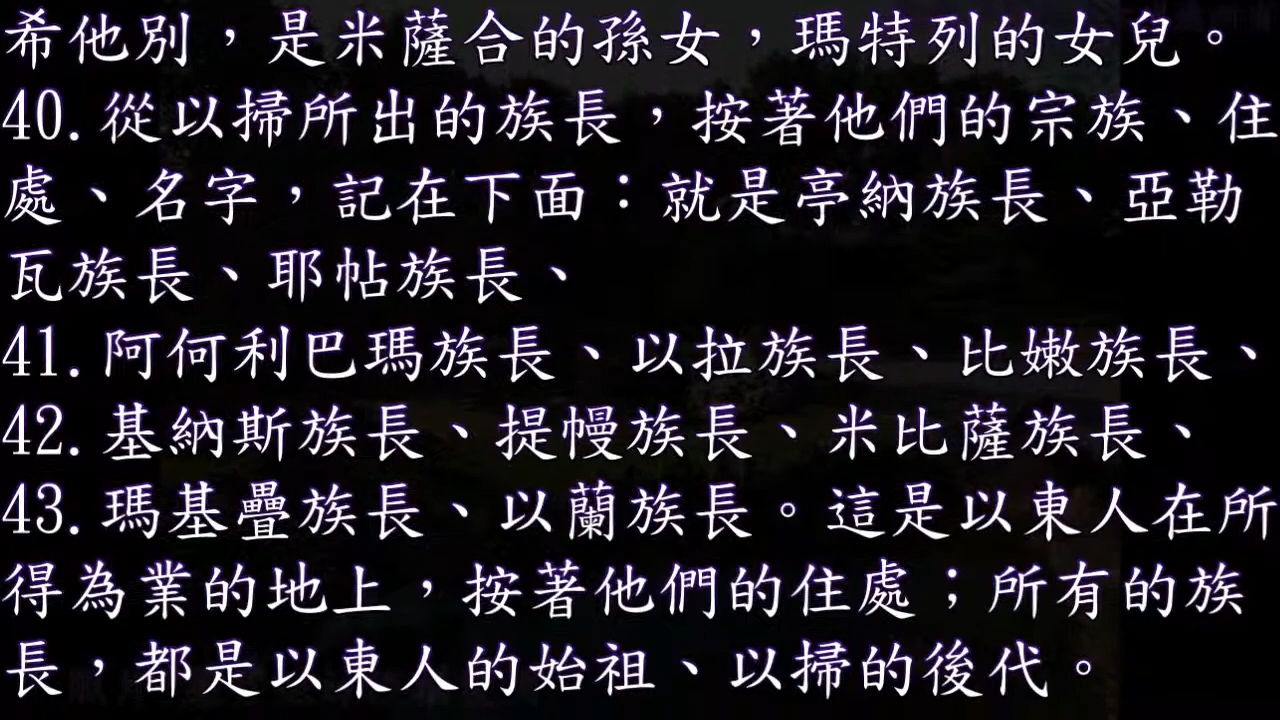 希他別，是米薩合的孫女，瑪特列的女兒。
40.從以掃所出的族長，按著他們的宗族、住
處、名字，記在下面：就是亭納族長、亞勒
瓦族長、耶帖族長、
41.阿何利巴瑪族長、以拉族長、比嫩族長、
42.基納斯族長、提幔族長、米比薩族長、
43.瑪基疊族長、以蘭族長。這是以東人在所
得為業的地上，按著他們的住處；所有的族
長，都是以東人的始祖、以掃的後代。